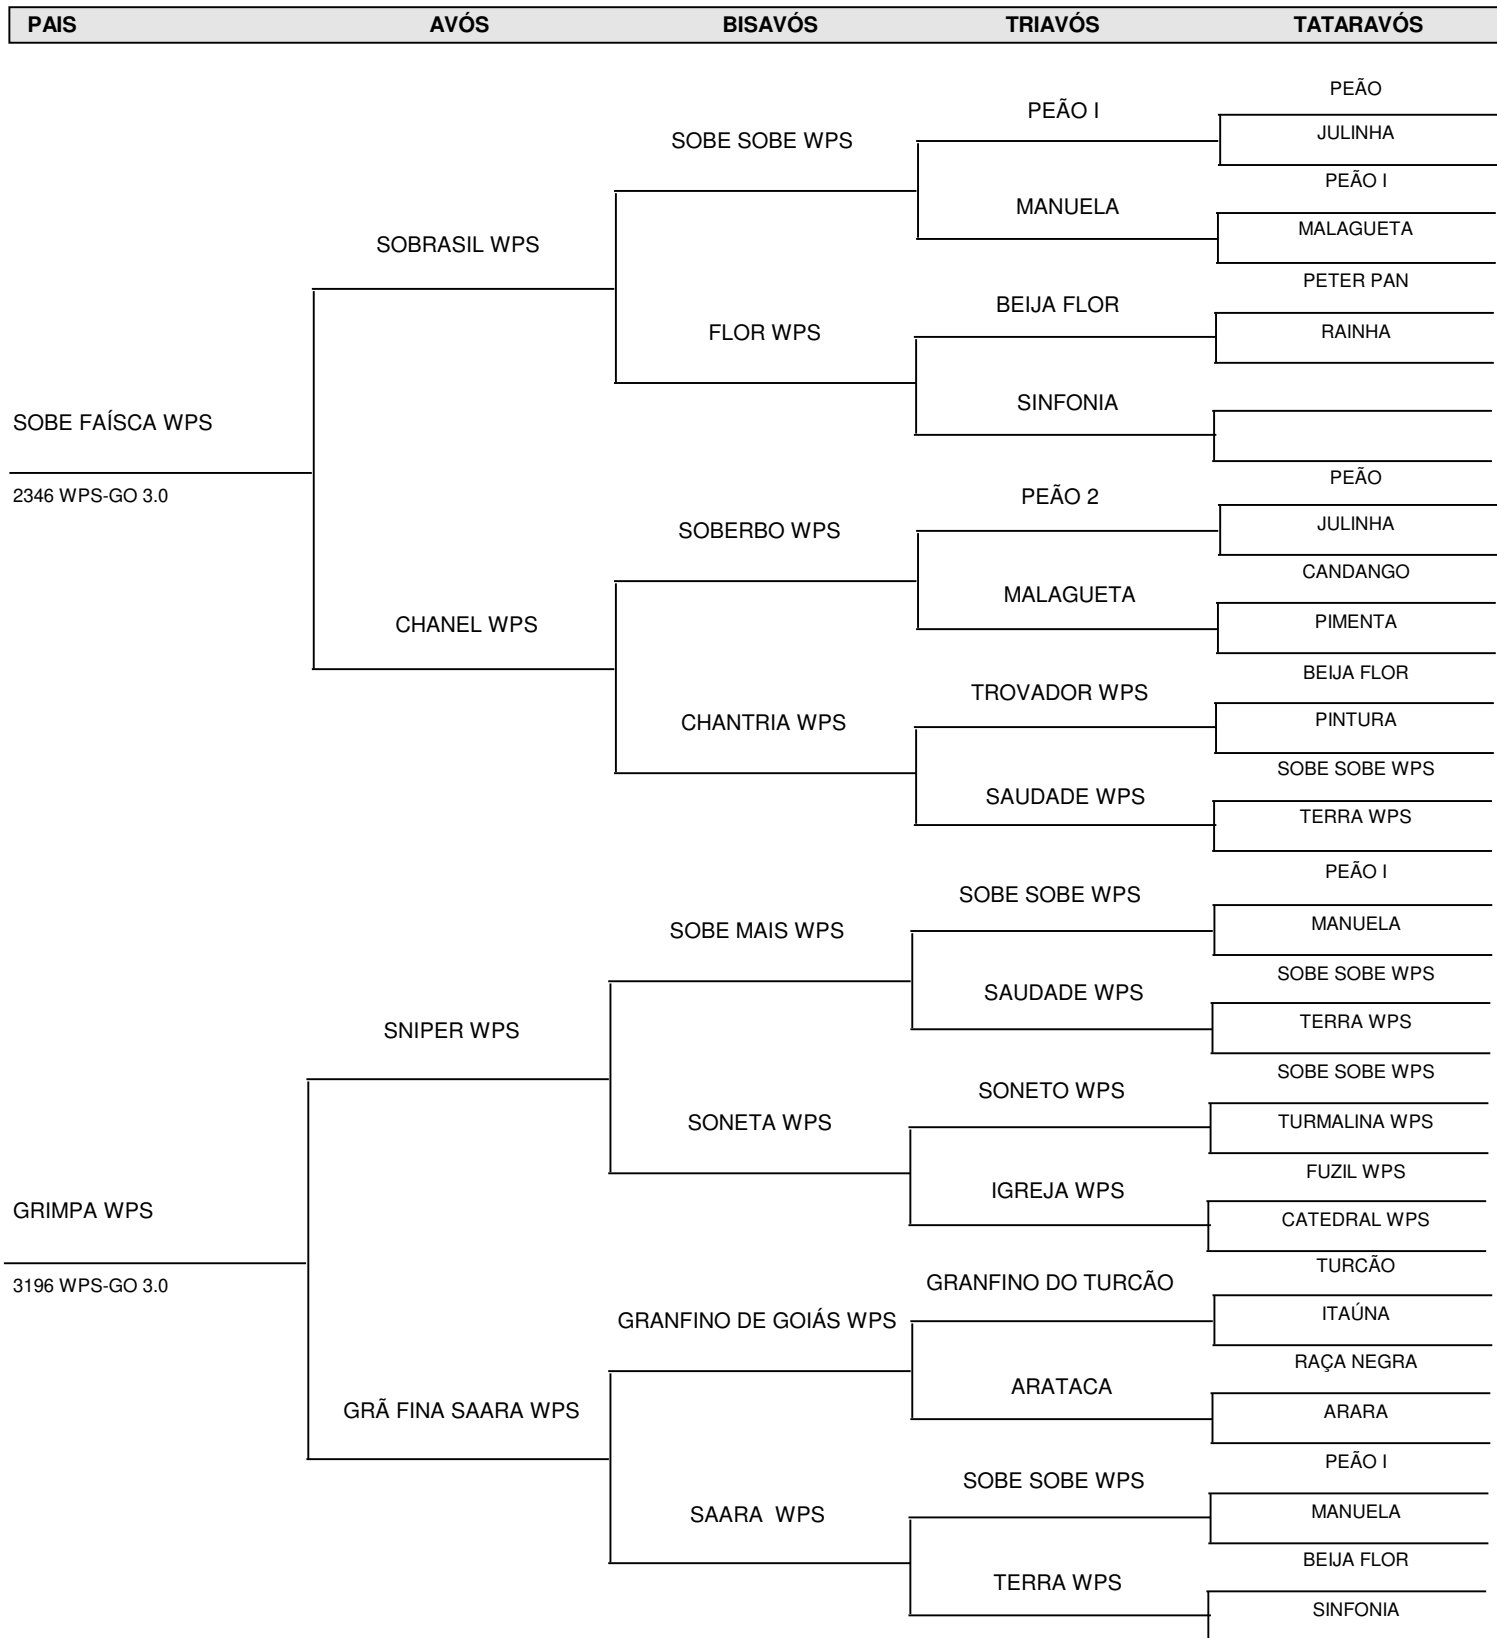 PAIS AVÓS BISAVÓS TRIAVÓS TATARAVÓS
PEÃO
PEÃO I
JULINHA
SOBE SOBE WPS
PEÃO I
MANUELA
MALAGUETA
SOBRASIL WPS
PETER PAN
BEIJA FLOR
RAINHA
FLOR WPS
SINFONIA
SOBE FAÍSCA WPS
2346 WPS-GO 3.0
PEÃO
PEÃO 2
JULINHA
SOBERBO WPS
CANDANGO
MALAGUETA
PIMENTA
CHANEL WPS
BEIJA FLOR
TROVADOR WPS
PINTURA
CHANTRIA WPS
SOBE SOBE WPS
SAUDADE WPS
TERRA WPS
PEÃO I
SOBE SOBE WPS
MANUELA
SOBE MAIS WPS
SOBE SOBE WPS
SAUDADE WPS
TERRA WPS
SNIPER WPS
SOBE SOBE WPS
SONETO WPS
TURMALINA WPS
SONETA WPS
FUZIL WPS
IGREJA WPS
CATEDRAL WPS
GRIMPA WPS
3196 WPS-GO 3.0
TURCÃO
GRANFINO DO TURCÃO
ITAÚNA
GRANFINO DE GOIÁS WPS
RAÇA NEGRA
ARATACA
ARARA
GRÃ FINA SAARA WPS
PEÃO I
SOBE SOBE WPS
MANUELA
SAARA WPS
BEIJA FLOR
TERRA WPS
SINFONIA